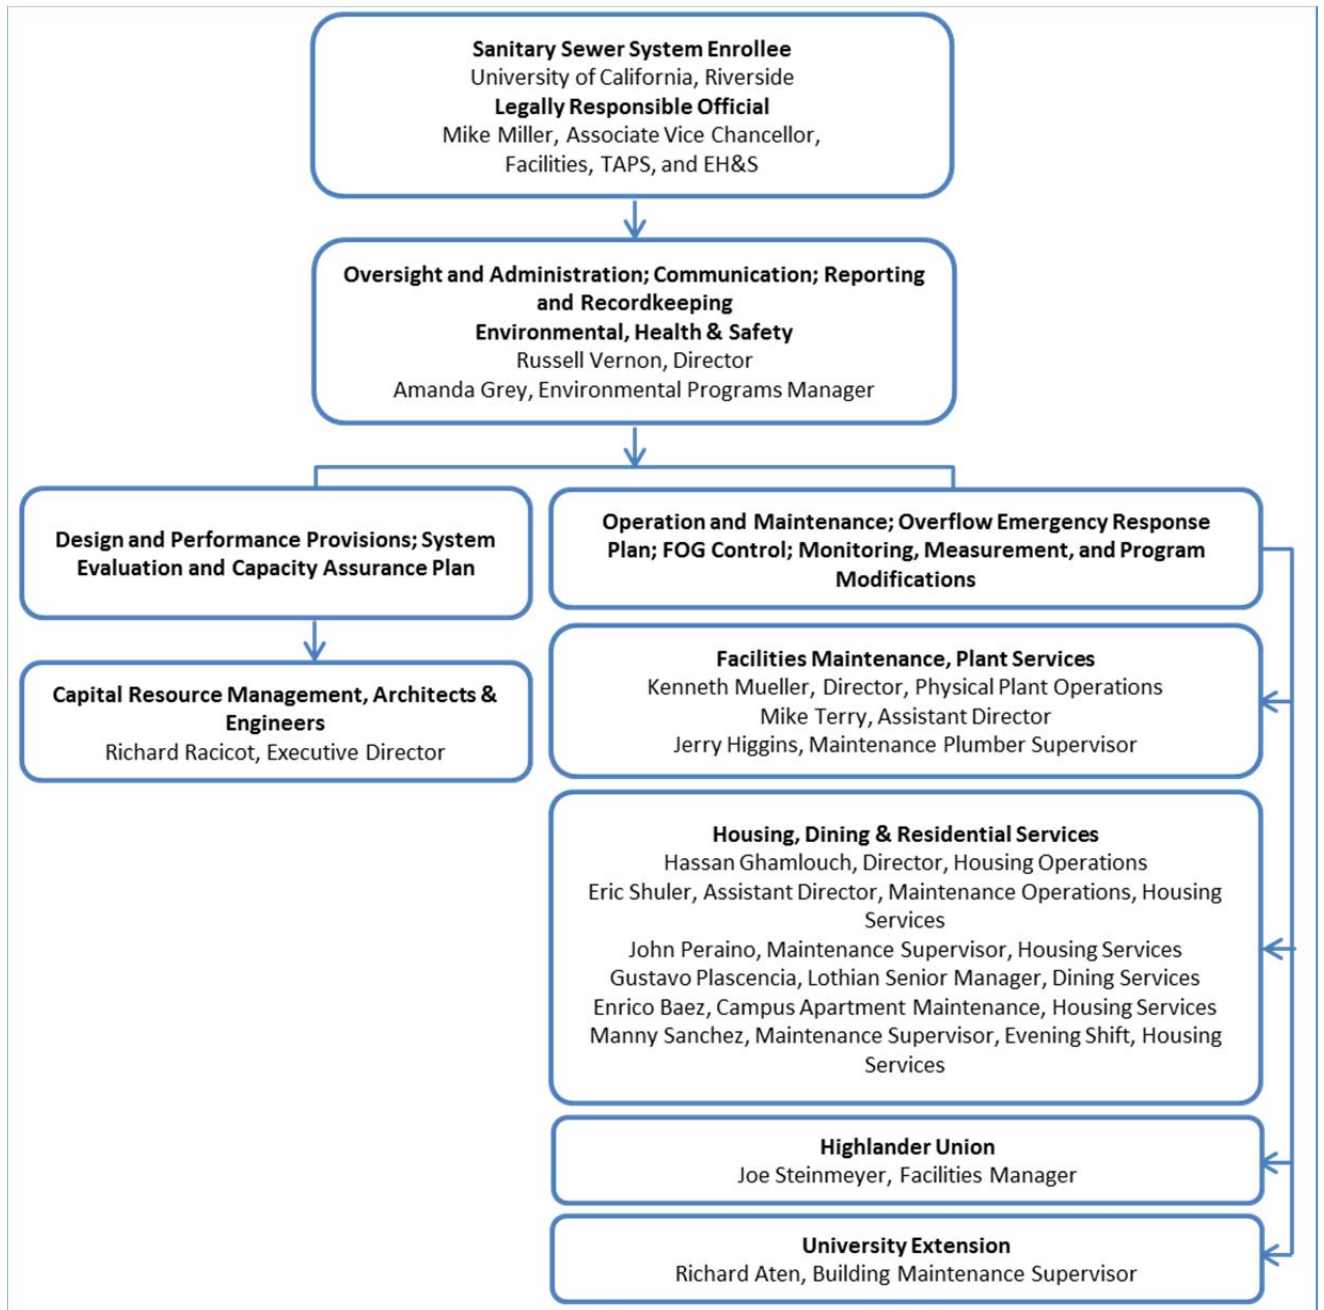 Sanitary Sewer System Enrollee
University of California, Riverside
Legally Responsible Official
Mike Miller, Associate Vice Chancellor,
Facilities, TAPS, and EH&S
Oversight and Administration; Communication; Reporting
and Recordkeeping
Environmental, Health & Safety
Russell Vernon, Director
Amanda Grey, Environmental Programs Manager
Design and Performance Provisions; System
Evaluation and Capacity Assurance Plan
Capital Resource Management, Architects &
Engineers
Richard Racicot, Executive Director
Operation and Maintenance; Overflow Emergency Response
Plan; FOG Control; Monitoring, Measurement, and Program
Modifications
Facilities Maintenance, Plant Services
Kenneth Mueller, Director, Physical Plant Operations
Mike Terry, Assistant Director
Jerry Higgins, Maintenance Plumber Supervisor
Housing, Dining & Residential Services
Hassan Ghamlouch, Director, Housing Operations
Eric Shuler, Assistant Director, Maintenance Operations, Housing
Services
John Peraino, Maintenance Supervisor, Housing Services
Gustavo Plascencia, Lothian Senior Manager, Dining Services
Enrico Baez, Campus Apartment Maintenance, Housing Services
Manny Sanchez, Maintenance Supervisor, Evening Shift, Housing
Services
Highlander Union
Joe Steinmeyer, Facilities Manager
University Extension
Richard Aten, Building Maintenance Supervisor